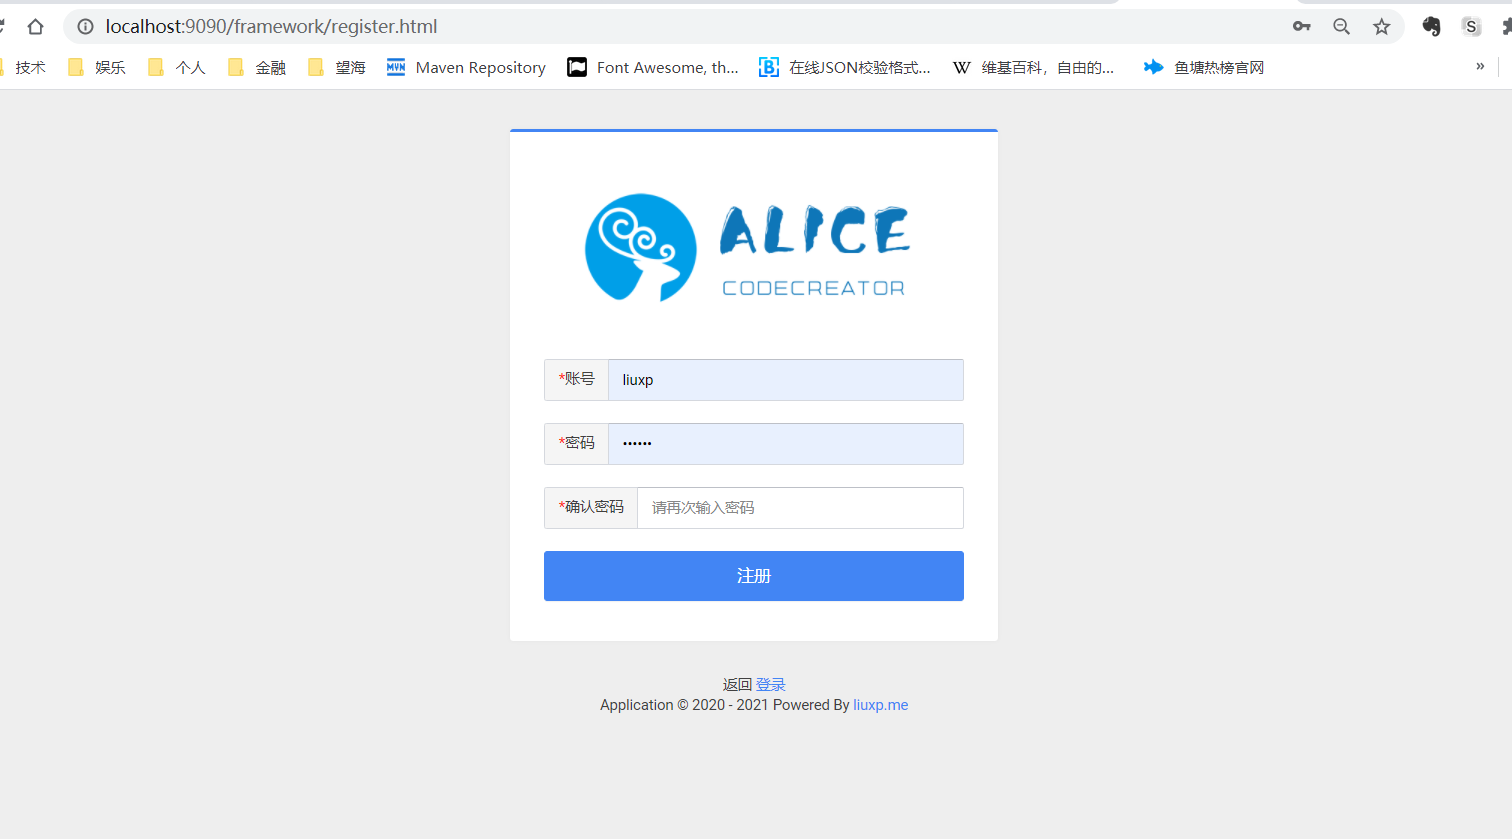 localhost:9090/framework/register.html
技术 娱乐 个人 金融 望海 MVN Maven Repository Font Awesome, th... 在线JSON校验格式... W 维基百科，自由的... 鱼塘热榜官网 »
ALICE
CODECREATOR
*账号 liuxp
*密码 ••••••
*确认密码 请再次输入密码
注册
返回 登录
Application © 2020 - 2021 Powered By liuxp.me